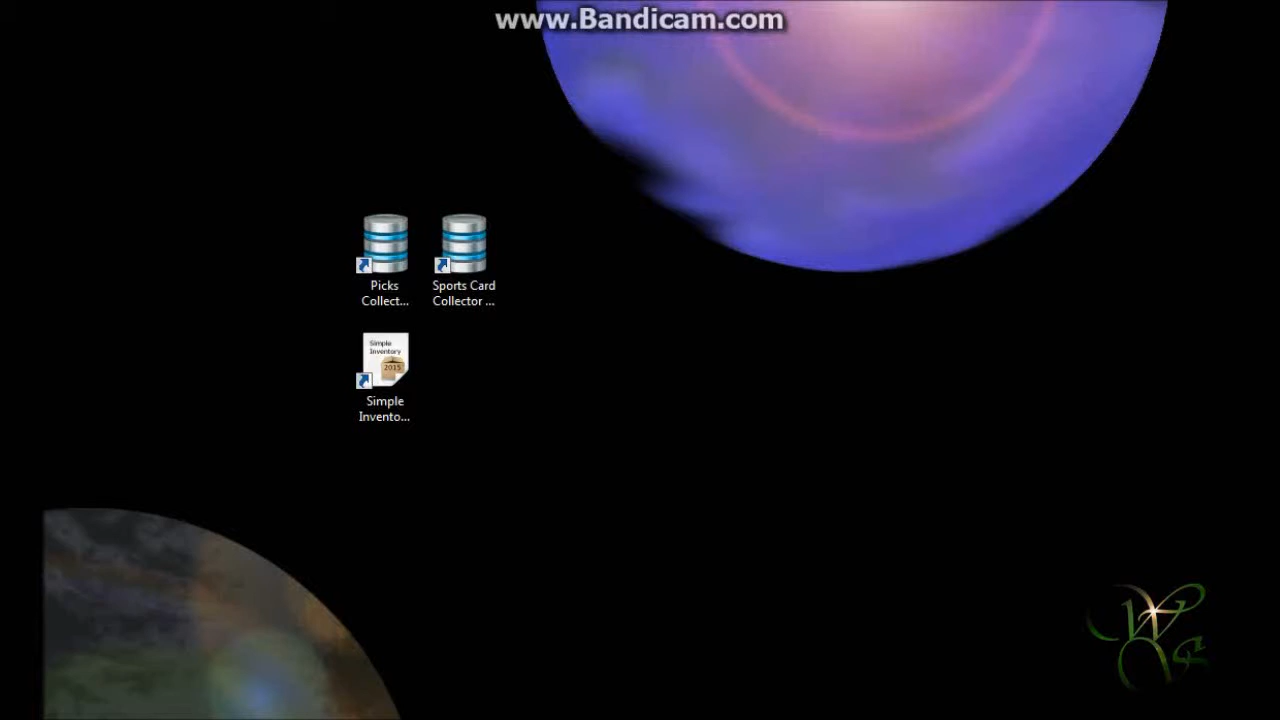 www.Bandicam.com
Picks
Collect...
Sports Card
Collector ...
Simple
Inventory
2015
Simple
Invento...